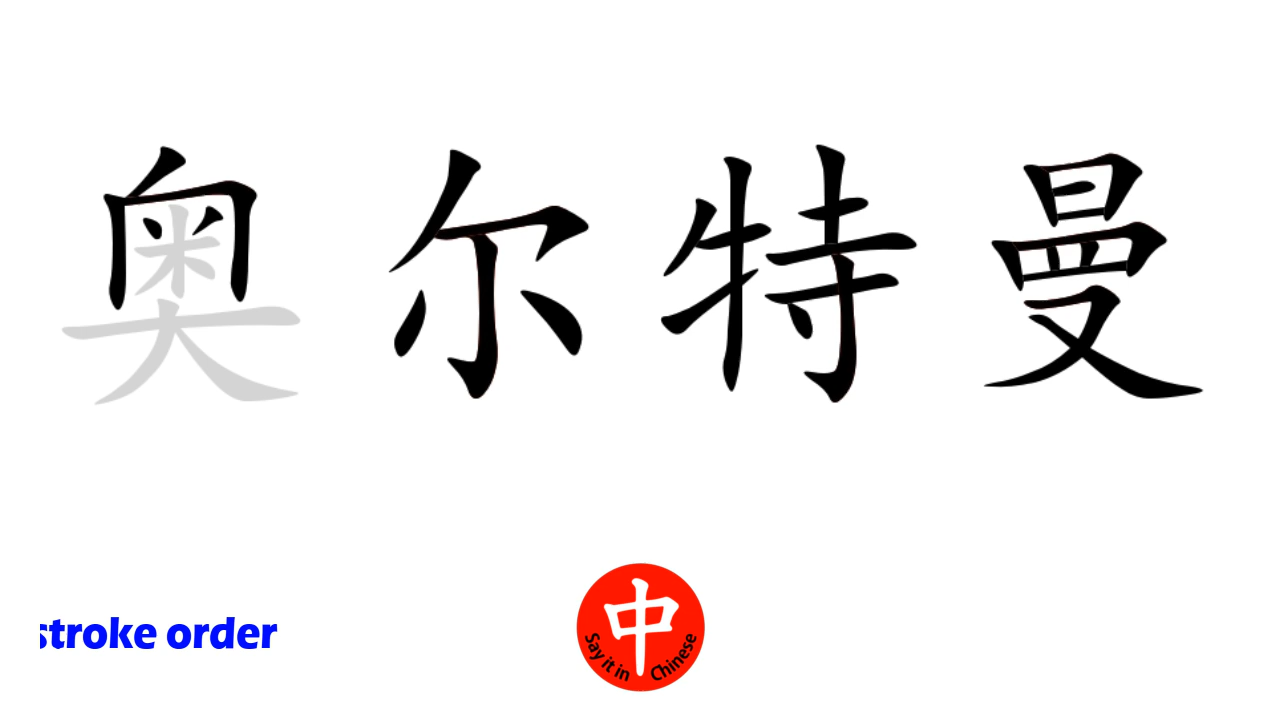 奥尔特曼
stroke order
中
Say it in Chinese